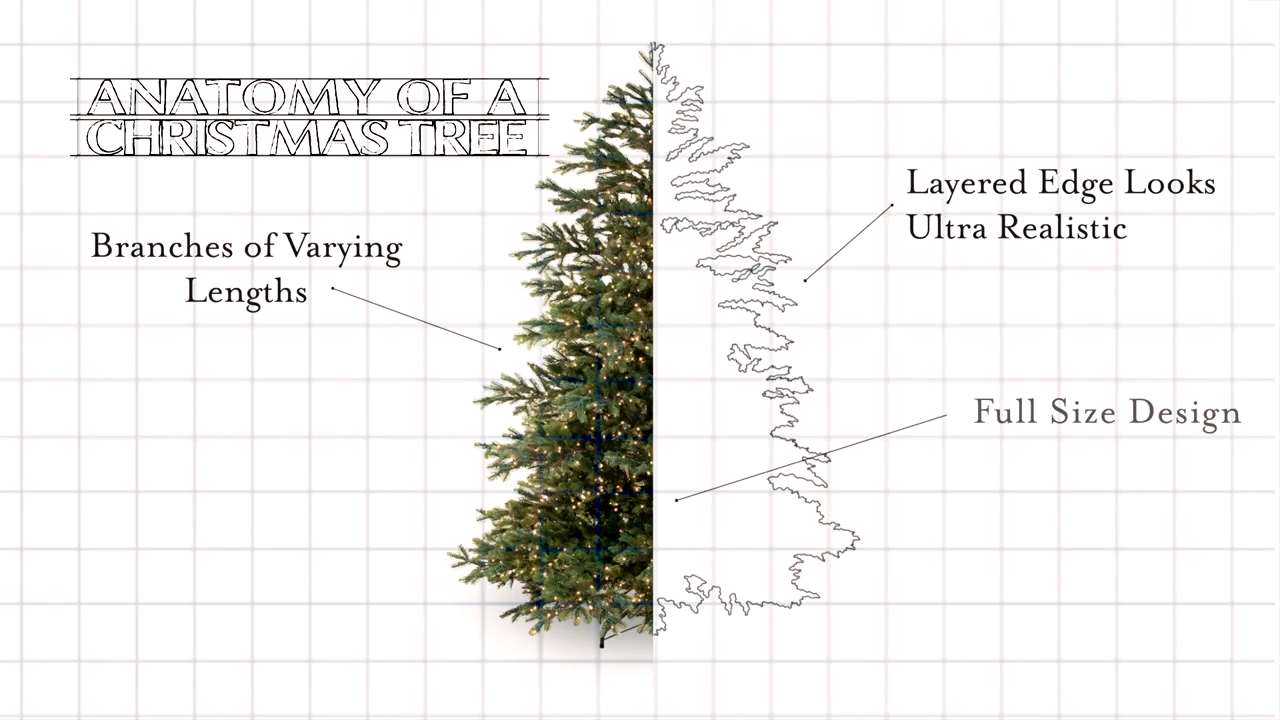 ANATOMY OF A
CHRISTMAS TREE
Branches of Varying
Lengths
Layered Edge Looks
Ultra Realistic
Full Size Design